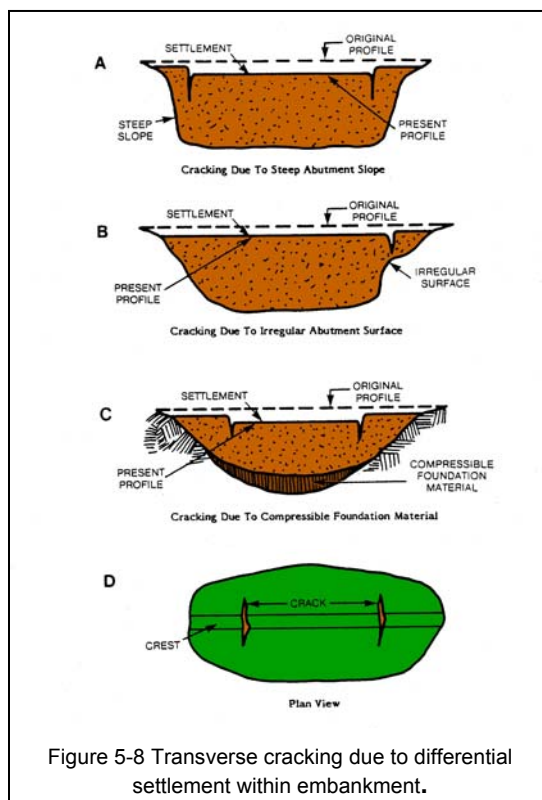 ORIGINAL
PROFILE
SETTLEMENT
A
STEEP
SLOPE
PRESENT
PROFILE
Cracking Due To Steep Abutment Slope
ORIGINAL
PROFILE
SETTLEMENT
B
PRESENT
PROFILE
IRREGULAR
SURFACE
Cracking Due To Irregular Abutment Surface
ORIGINAL
PROFILE
SETTLEMENT
C
PRESENT
PROFILE
COMPRESSIBLE
FOUNDATION
MATERIAL
Cracking Due To Compressible Foundation Material
D
CRACK
CREST
Plan View
Figure 5-8 Transverse cracking due to differential
settlement within embankment.